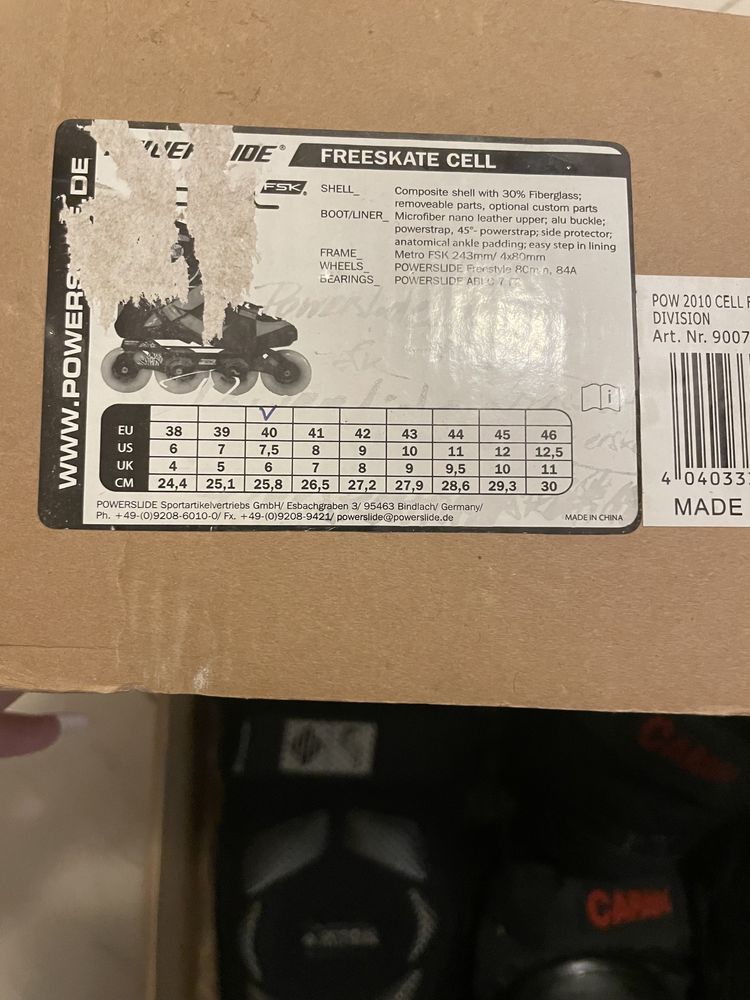 WWW.POWERS DE
IDE®
FREESKATE CELL
FSK®
SHELL_ Composite shell with 30% Fiberglass;
removeable parts, optional custom parts
BOOT/LINER_ Microfiber nano leather upper; alu buckle;
powerstrap, 45°- powerstrap; side protector;
anatomical ankle padding; easy step in lining
FRAME_ Metro FSK 243mm/ 4x80mm
WHEELS_ POWERSLIDE Freestyle 80mm, 84A
BEARINGS_ POWERSLIDE
EU 38 39 40 41 42 43 44 45 46
US 6 7 7,5 8 9 10 11 12 12,5
UK 4 5 6 7 8 9 9,5 10 11
CM 24,4 25,1 25,8 26,5 27,2 27,9 28,6 29,3 30
POWERSLIDE Sportartikelvertriebs GmbH/ Esbachgraben 3/ 95463 Bindlach/ Germany/
Ph. +49-(0)9208-6010-0/ Fx. +49-(0)9208-9421/ powerslide@powerslide.de
MADE IN CHINA
i
POW 2010 CELL F
DIVISION
Art. Nr. 9007
4 040333
MADE